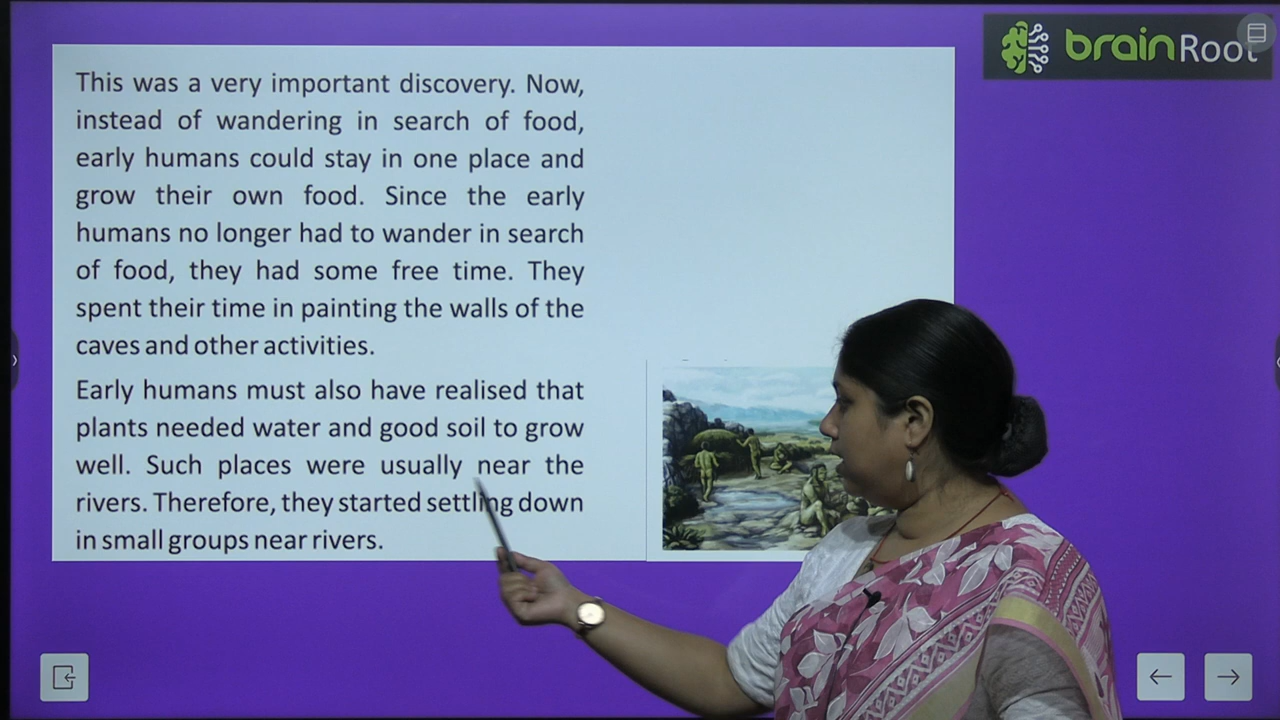 brainRoot
This was a very important discovery. Now,
instead of wandering in search of food,
early humans could stay in one place and
grow their own food. Since the early
humans no longer had to wander in search
of food, they had some free time. They
spent their time in painting the walls of the
caves and other activities.
Early humans must also have realised that
plants needed water and good soil to grow
well. Such places were usually near the
rivers. Therefore, they started settling down
in small groups near rivers.